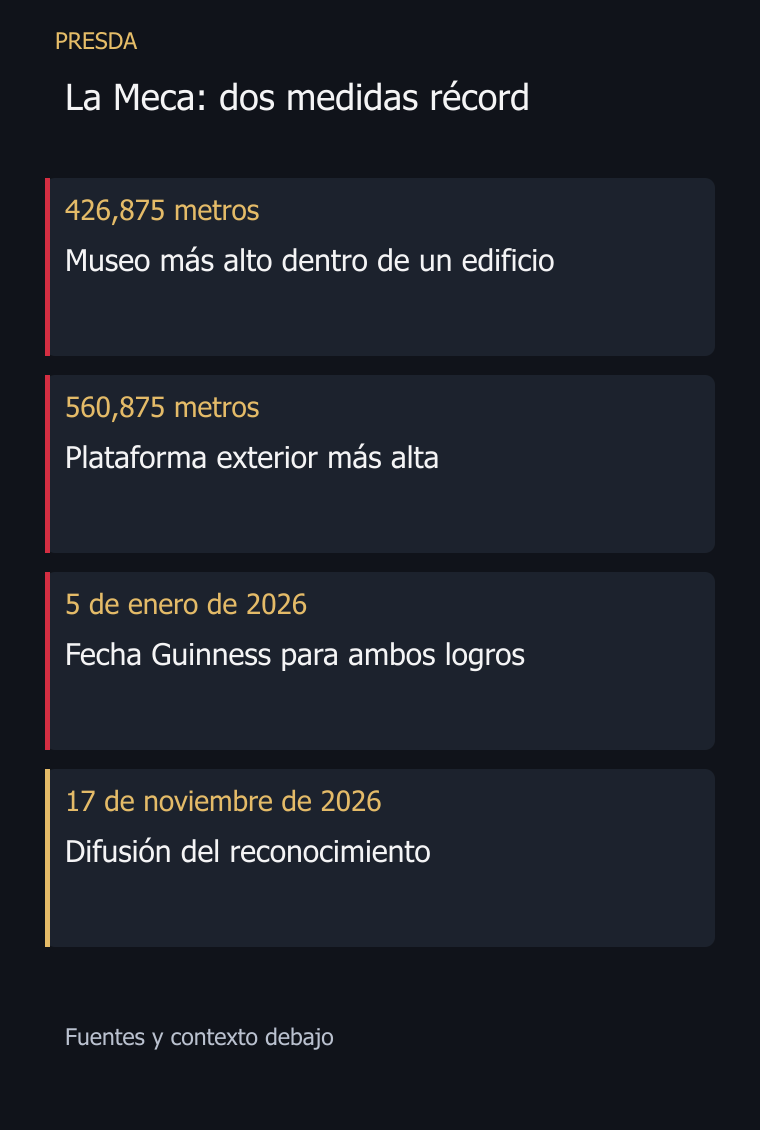 PRESDA
La Meca: dos medidas récord
426,875 metros
Museo más alto dentro de un edificio
560,875 metros
Plataforma exterior más alta
5 de enero de 2026
Fecha Guinness para ambos logros
17 de noviembre de 2026
Difusión del reconocimiento
Fuentes y contexto debajo